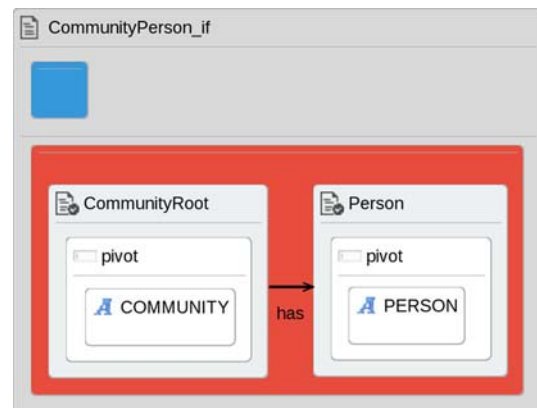 CommunityPerson_if
CommunityRoot
Person
pivot
pivot
COMMUNITY
PERSON
has